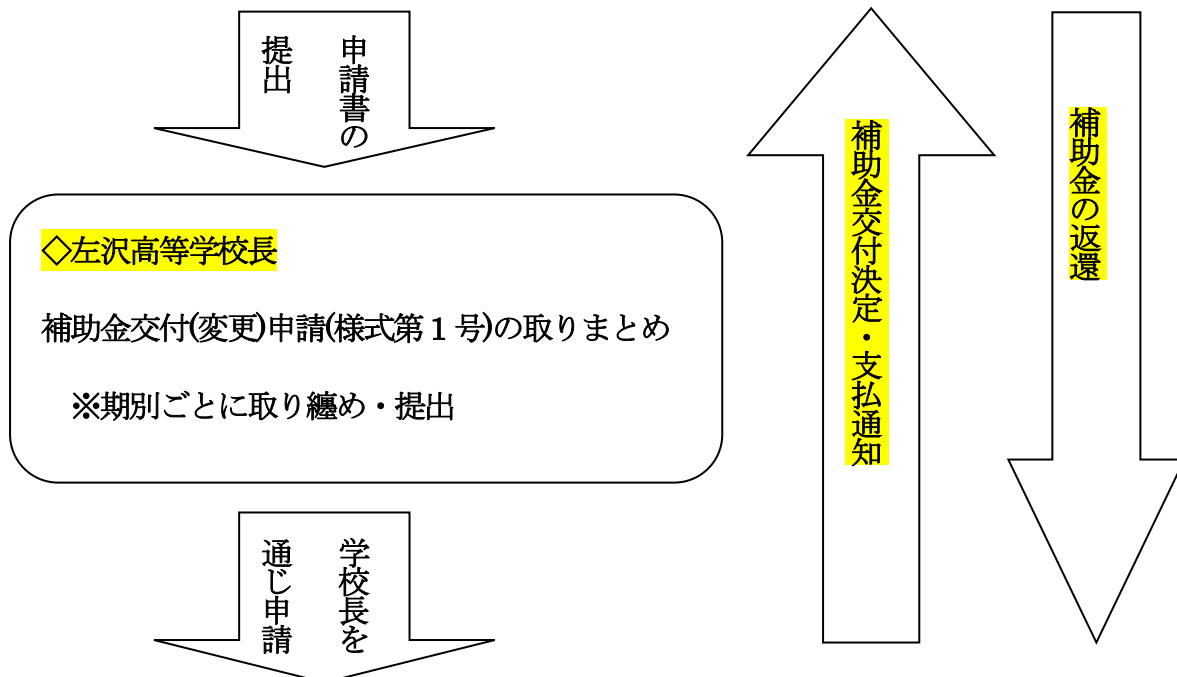 申請書の
提出
◇左沢高等学校長
補助金交付(変更)申請(様式第１号)の取りまとめ
※期別ごとに取り纏め・提出
学校長を
通じ申請
補助金交付決定・支払通知
補助金の返還